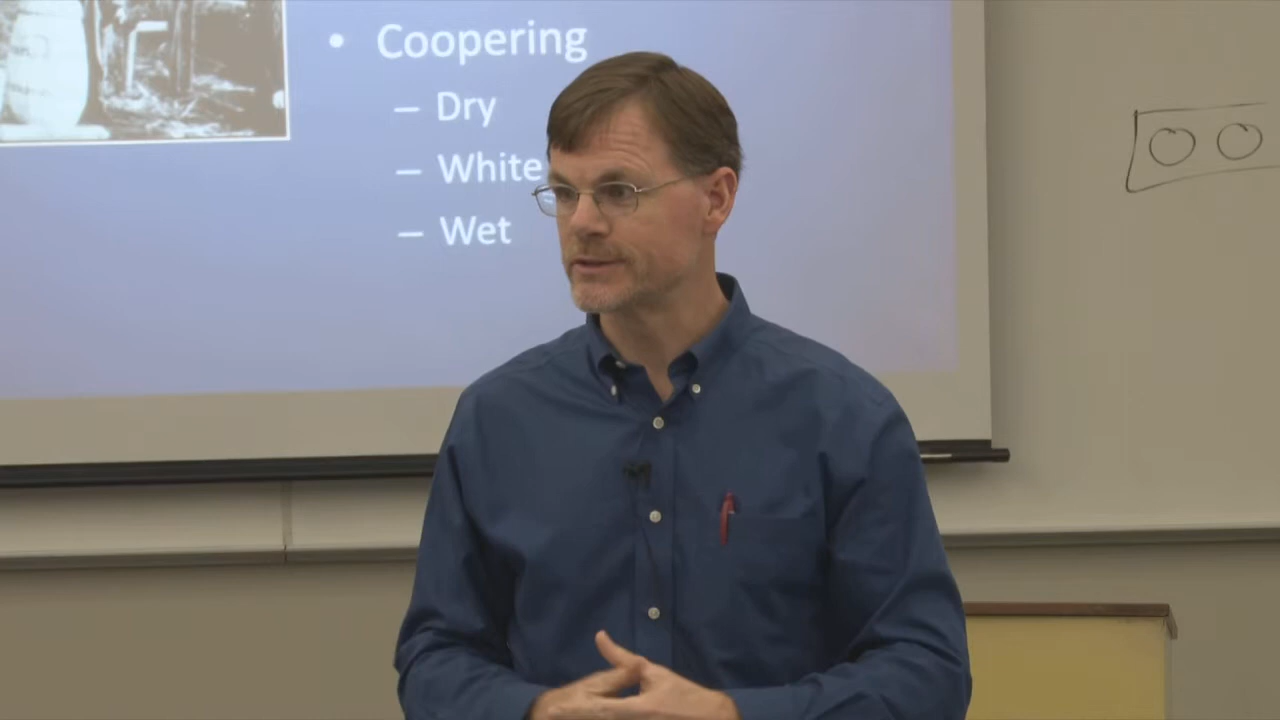 • Coopering
– Dry
– White
– Wet